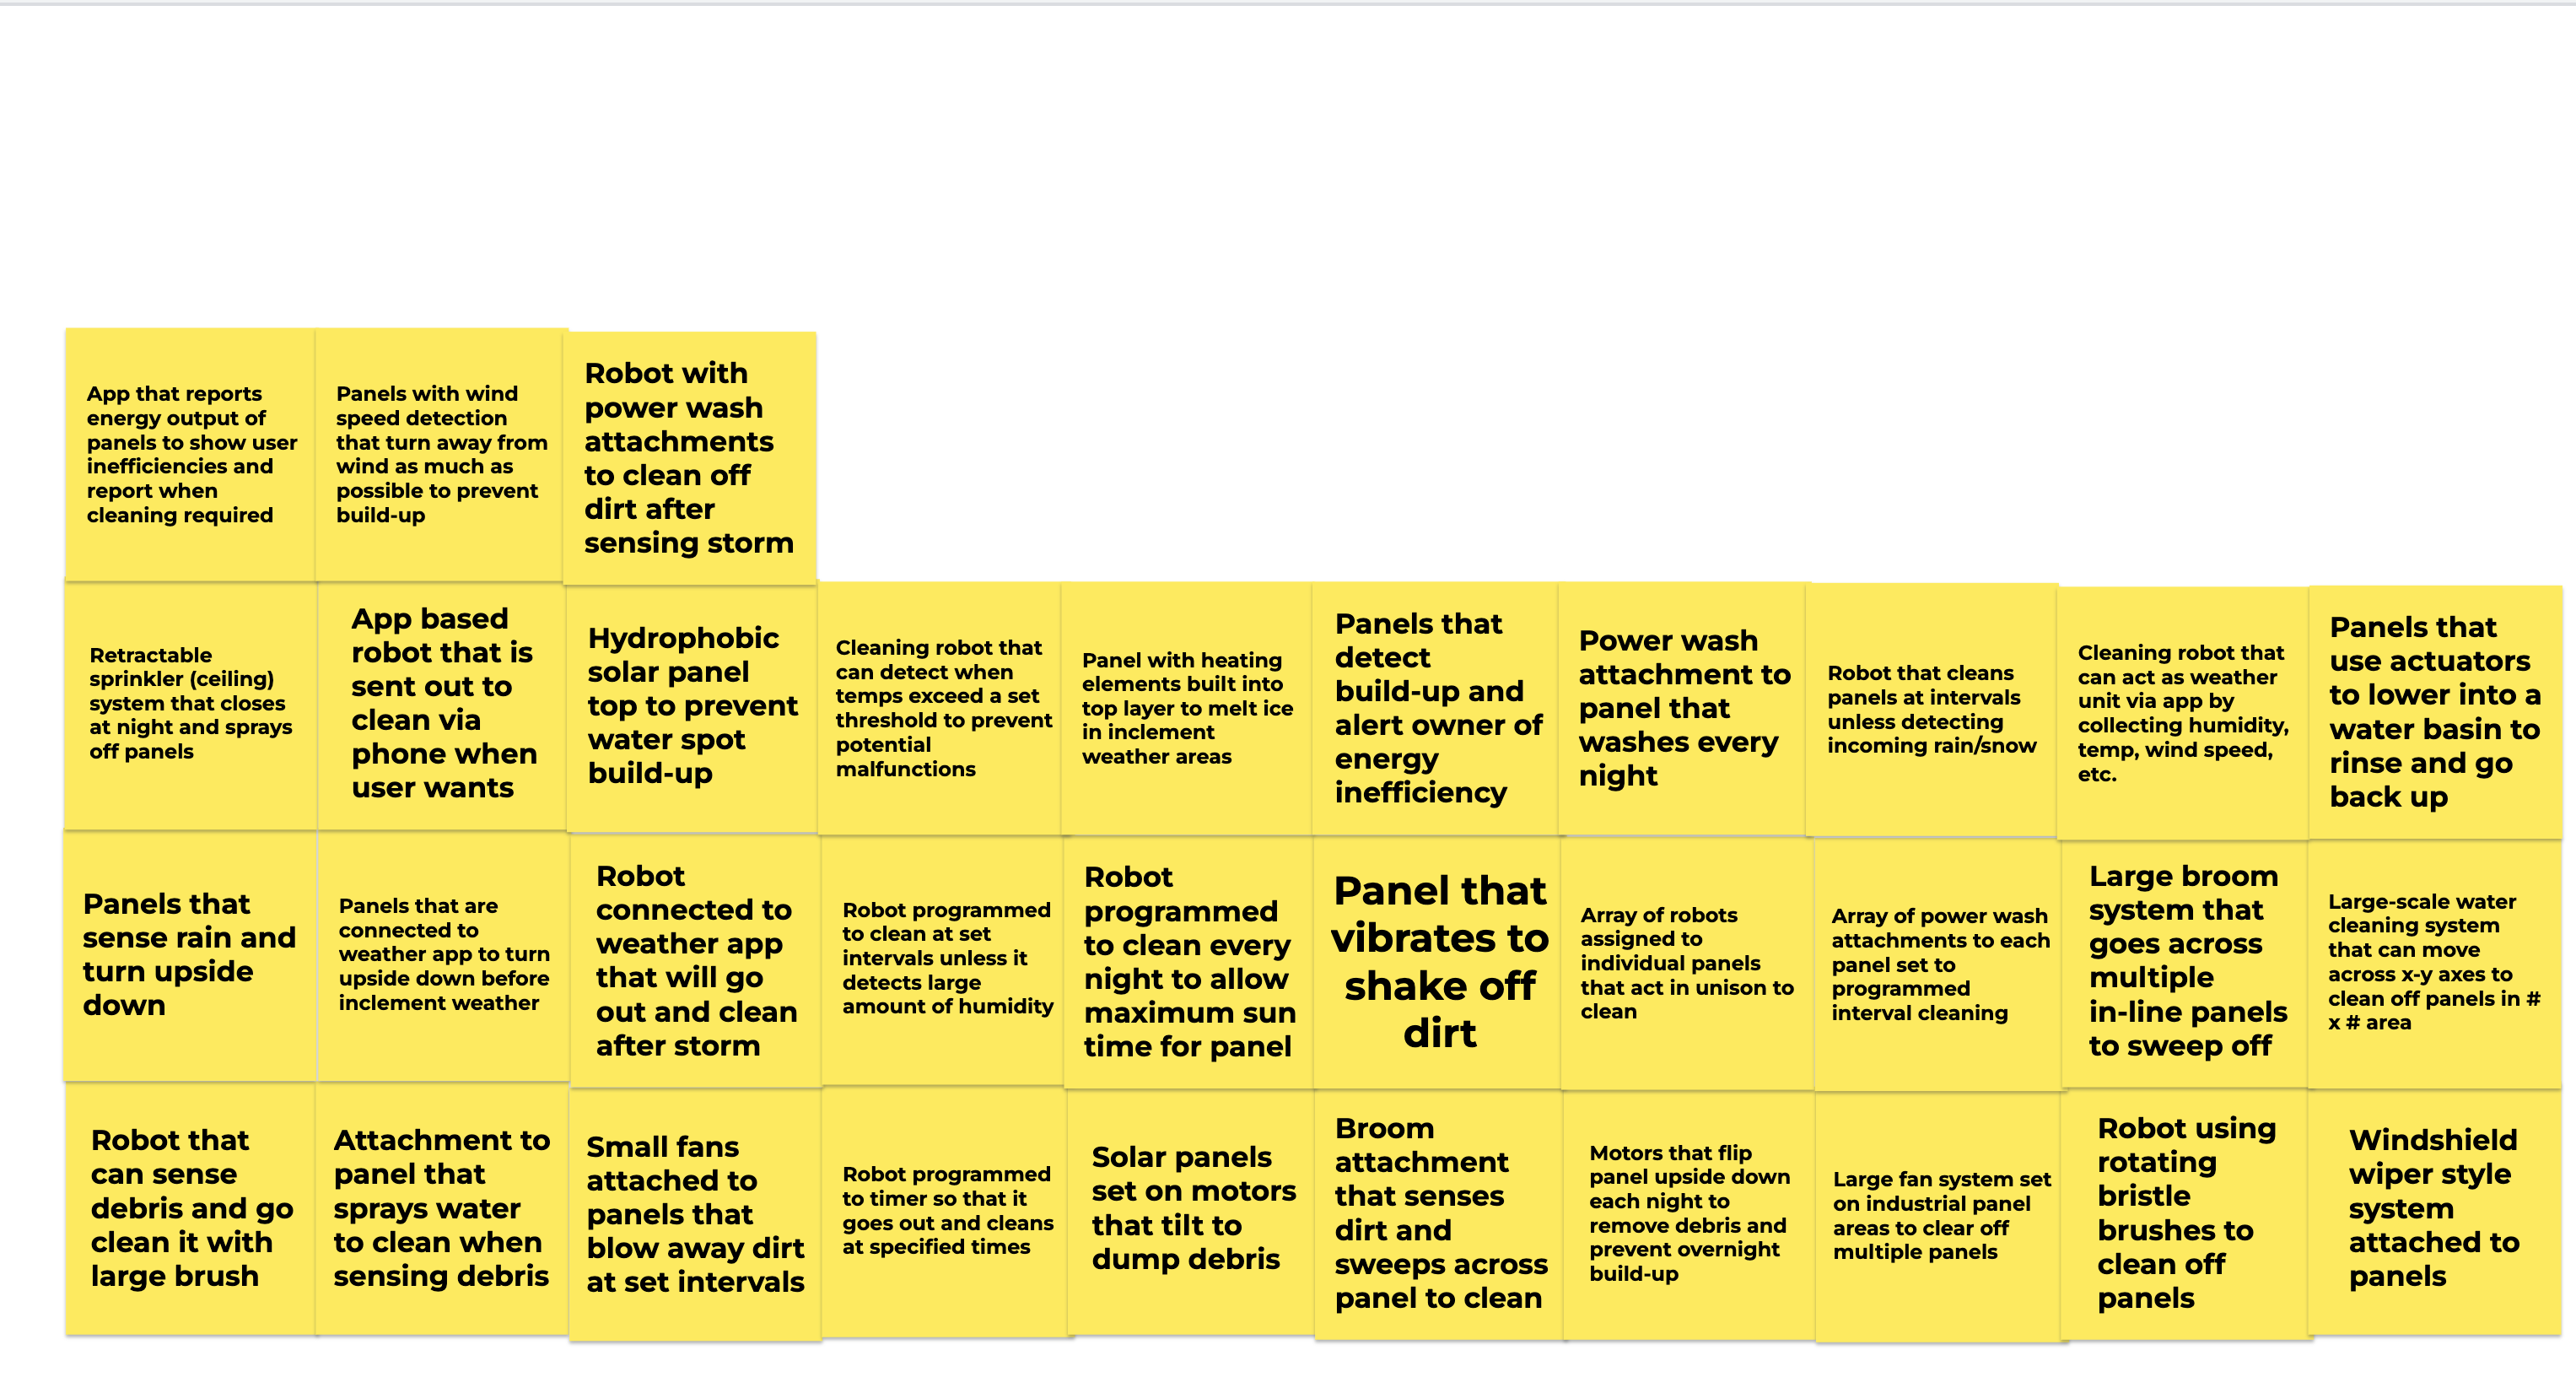 App that reports
energy output of
panels to show user
inefficiencies and
report when
cleaning required
Panels with wind
speed detection
that turn away from
wind as much as
possible to prevent
build-up
Robot with
power wash
attachments
to clean off
dirt after
sensing storm
Retractable
sprinkler (ceiling)
system that closes
at night and sprays
off panels
App based
robot that is
sent out to
clean via
phone when
user wants
Hydrophobic
solar panel
top to prevent
water spot
build-up
Cleaning robot that
can detect when
temps exceed a set
threshold to prevent
potential
malfunctions
Panel with heating
elements built into
top layer to melt ice
in inclement
weather areas
Panels that
detect
build-up and
alert owner of
energy
inefficiency
Power wash
attachment to
panel that
washes every
night
Robot that cleans
panels at intervals
unless detecting
incoming rain/snow
Cleaning robot that
can act as weather
unit via app by
collecting humidity,
temp, wind speed,
etc.
Panels that
use actuators
to lower into a
water basin to
rinse and go
back up
Panels that
sense rain and
turn upside
down
Panels that are
connected to
weather app to turn
upside down before
inclement weather
Robot
connected to
weather app
that will go
out and clean
after storm
Robot programmed
to clean at set
intervals unless it
detects large
amount of humidity
Robot
programmed
to clean every
night to allow
maximum sun
time for panel
Panel that
vibrates to
shake off
dirt
Array of robots
assigned to
individual panels
that act in unison to
clean
Array of power wash
attachments to each
panel set to
programmed
interval cleaning
Large broom
system that
goes across
multiple
in-line panels
to sweep off
Large-scale water
cleaning system
that can move
across x-y axes to
clean off panels in #
x # area
Robot that
can sense
debris and go
clean it with
large brush
Attachment to
panel that
sprays water
to clean when
sensing debris
Small fans
attached to
panels that
blow away dirt
at set intervals
Robot programmed
to timer so that it
goes out and cleans
at specified times
Solar panels
set on motors
that tilt to
dump debris
Broom
attachment
that senses
dirt and
sweeps across
panel to clean
Motors that flip
panel upside down
each night to
remove debris and
prevent overnight
build-up
Large fan system set
on industrial panel
areas to clear off
multiple panels
Robot using
rotating
bristle
brushes to
clean off
panels
Windshield
wiper style
system
attached to
panels